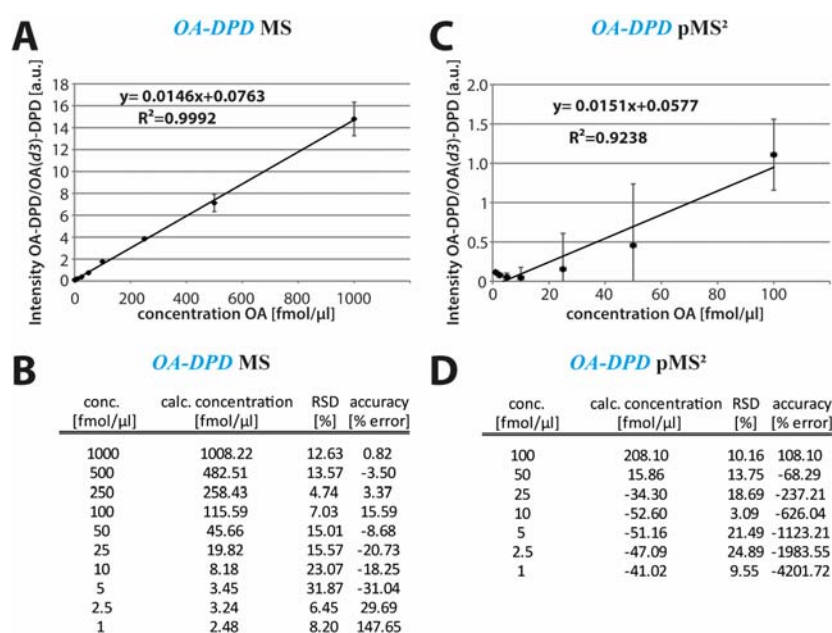 A OA-DPD MS
Intensity OA-DPD/OA(d3)-DPD [a.u.]
18
16
14
12
10
8
6
4
2
0
y= 0.0146x+0.0763
R²=0.9992
0 200 400 600 800 1000
concentration OA [fmol/µl]
C OA-DPD pMS²
Intensity OA-DPD/OA(d3)-DPD [a.u.]
2.0
1.5
1.0
1
0.5
0
y= 0.0151x+0.0577
R²=0.9238
0 20 40 60 80 100
concentration OA [fmol/µl]
B OA-DPD MS
conc. calc. concentration RSD accuracy
[fmol/µl] [fmol/µl] [%] [% error]
1000 1008.22 12.63 0.82
500 482.51 13.57 -3.50
250 258.43 4.74 3.37
100 115.59 7.03 15.59
50 45.66 15.01 -8.68
25 19.82 15.57 -20.73
10 8.18 23.07 -18.25
5 3.45 31.87 -31.04
2.5 3.24 6.45 29.69
1 2.48 8.20 147.65
D OA-DPD pMS²
conc. calc. concentration RSD accuracy
[fmol/µl] [fmol/µl] [%] [% error]
100 208.10 10.16 108.10
50 15.86 13.75 -68.29
25 -34.30 18.69 -237.21
10 -52.60 3.09 -626.04
5 -51.16 21.49 -1123.21
2.5 -47.09 24.89 -1983.55
1 -41.02 9.55 -4201.72